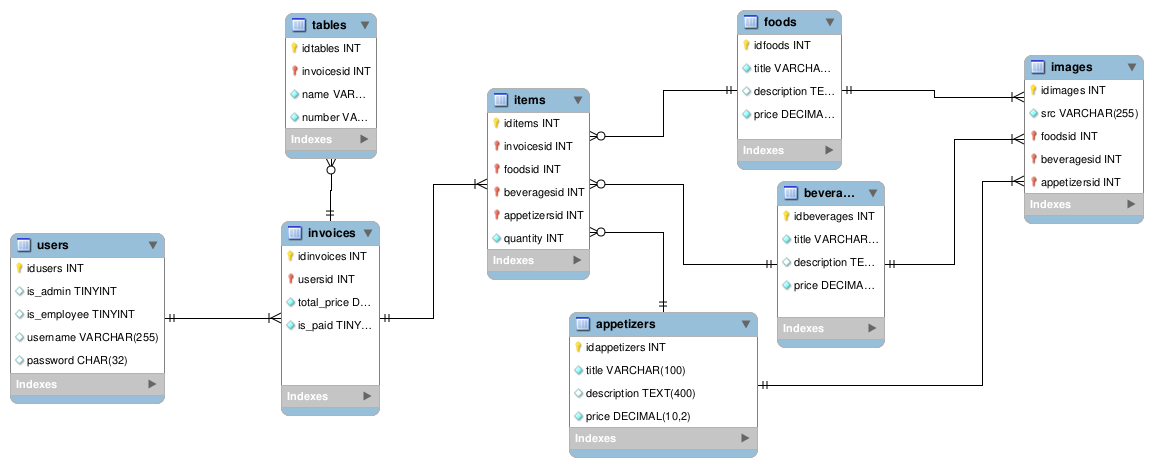 tables
idtables INT
invoicesid INT
name VAR...
number VA...
Indexes
users
idusers INT
is_admin TINYINT
is_employee TINYINT
username VARCHAR(255)
password CHAR(32)
Indexes
invoices
idinvoices INT
usersid INT
total_price D...
is_paid TINY...
Indexes
items
iditems INT
invoicesid INT
foodsid INT
beveragesid INT
appetizersid INT
quantity INT
Indexes
foods
idfoods INT
title VARCHA...
description TE...
price DECIMA...
Indexes
bevera...
idbeverages INT
title VARCHAR...
description TE...
price DECIMA...
Indexes
appetizers
idappetizers INT
title VARCHAR(100)
description TEXT(400)
price DECIMAL(10,2)
Indexes
images
idimages INT
src VARCHAR(255)
foodsid INT
beveragesid INT
appetizersid INT
Indexes